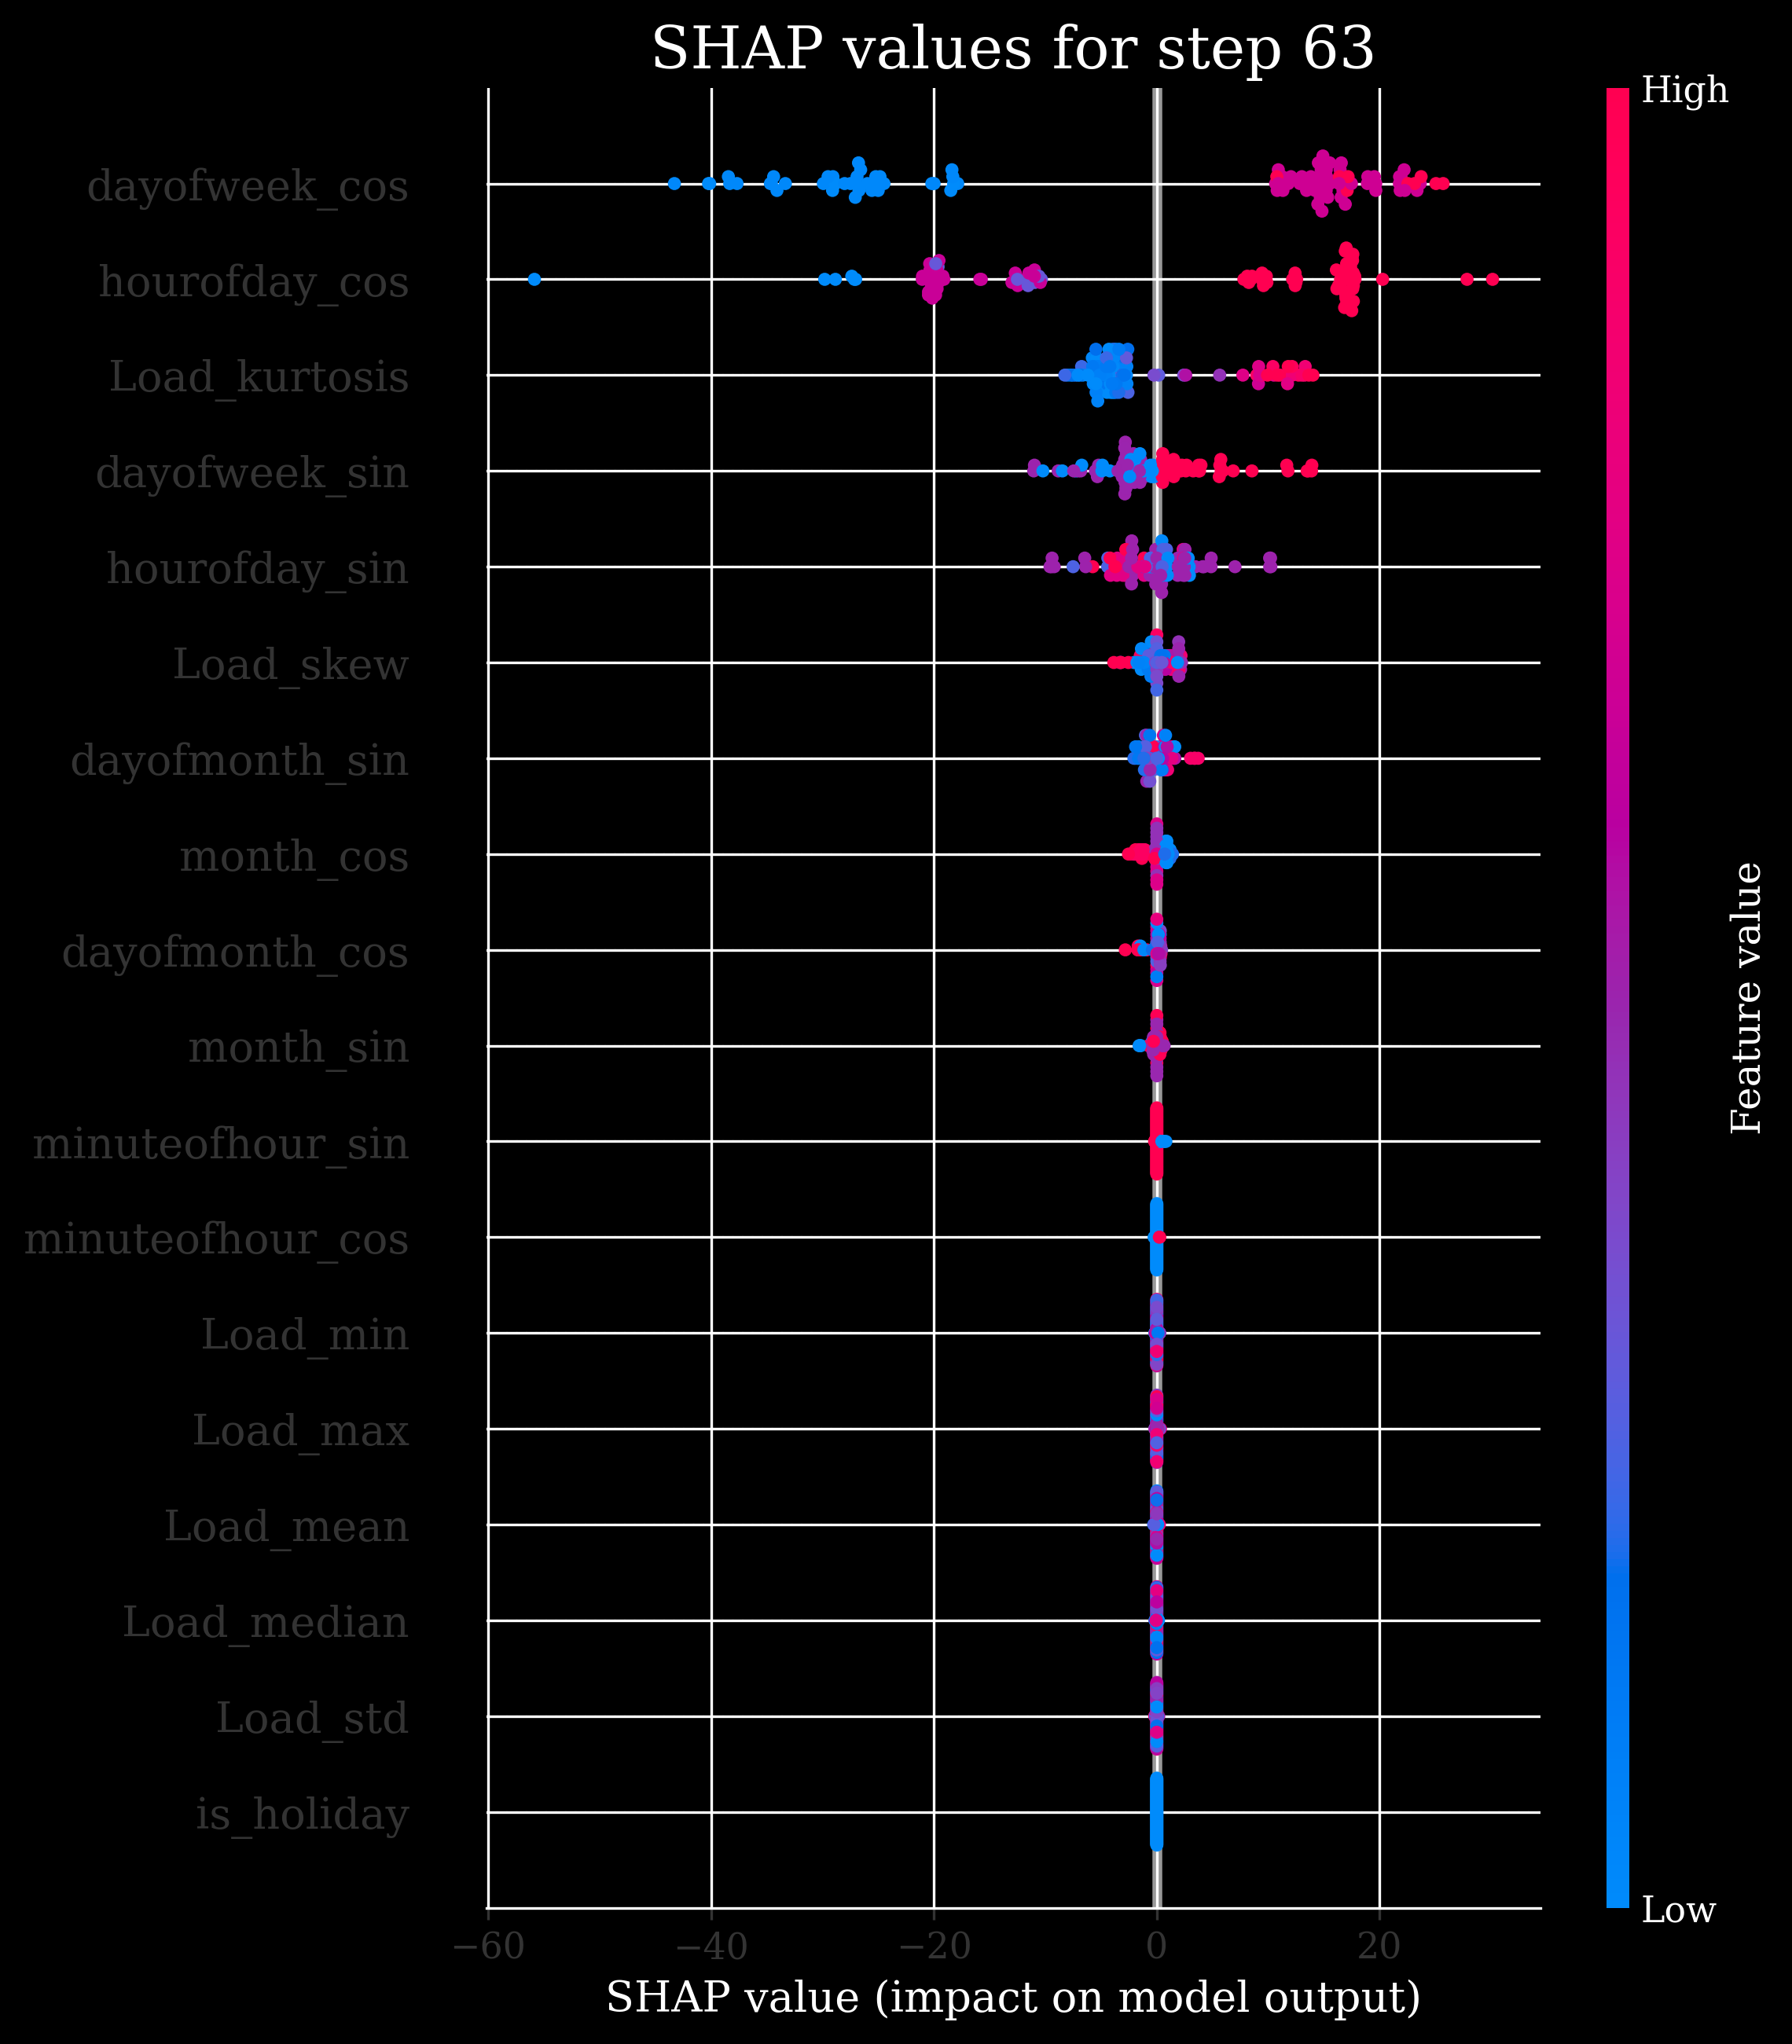 SHAP values for step 63
High
dayofweek_cos
hourofday_cos
Load_kurtosis
dayofweek_sin
hourofday_sin
Load_skew
dayofmonth_sin
month_cos
dayofmonth_cos
month_sin
minuteofhour_sin
minuteofhour_cos
Load_min
Load_max
Load_mean
Load_median
Load_std
is_holiday
Feature value
Low
−60 −40 −20 0 20
SHAP value (impact on model output)